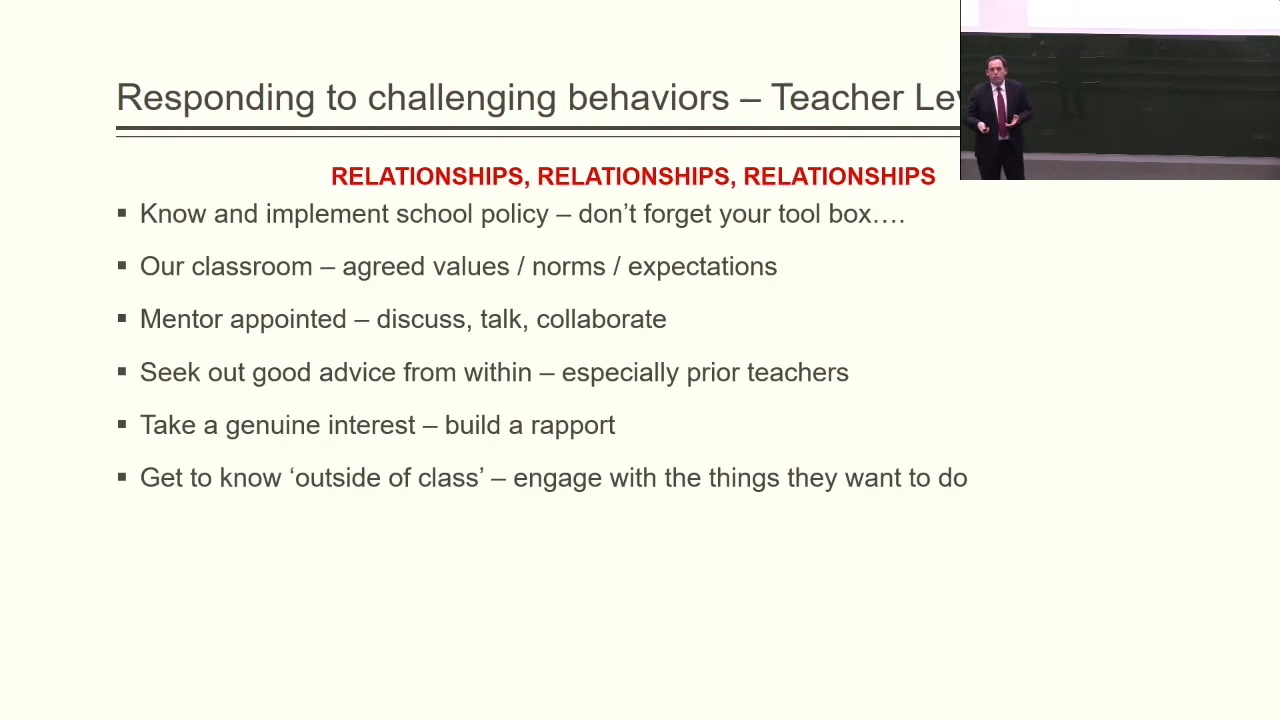 Responding to challenging behaviors – Teacher
RELATIONSHIPS, RELATIONSHIPS, RELATIONSHIPS
▪ Know and implement school policy – don’t forget your tool box….
▪ Our classroom – agreed values / norms / expectations
▪ Mentor appointed – discuss, talk, collaborate
▪ Seek out good advice from within – especially prior teachers
▪ Take a genuine interest – build a rapport
▪ Get to know ‘outside of class’ – engage with the things they want to do